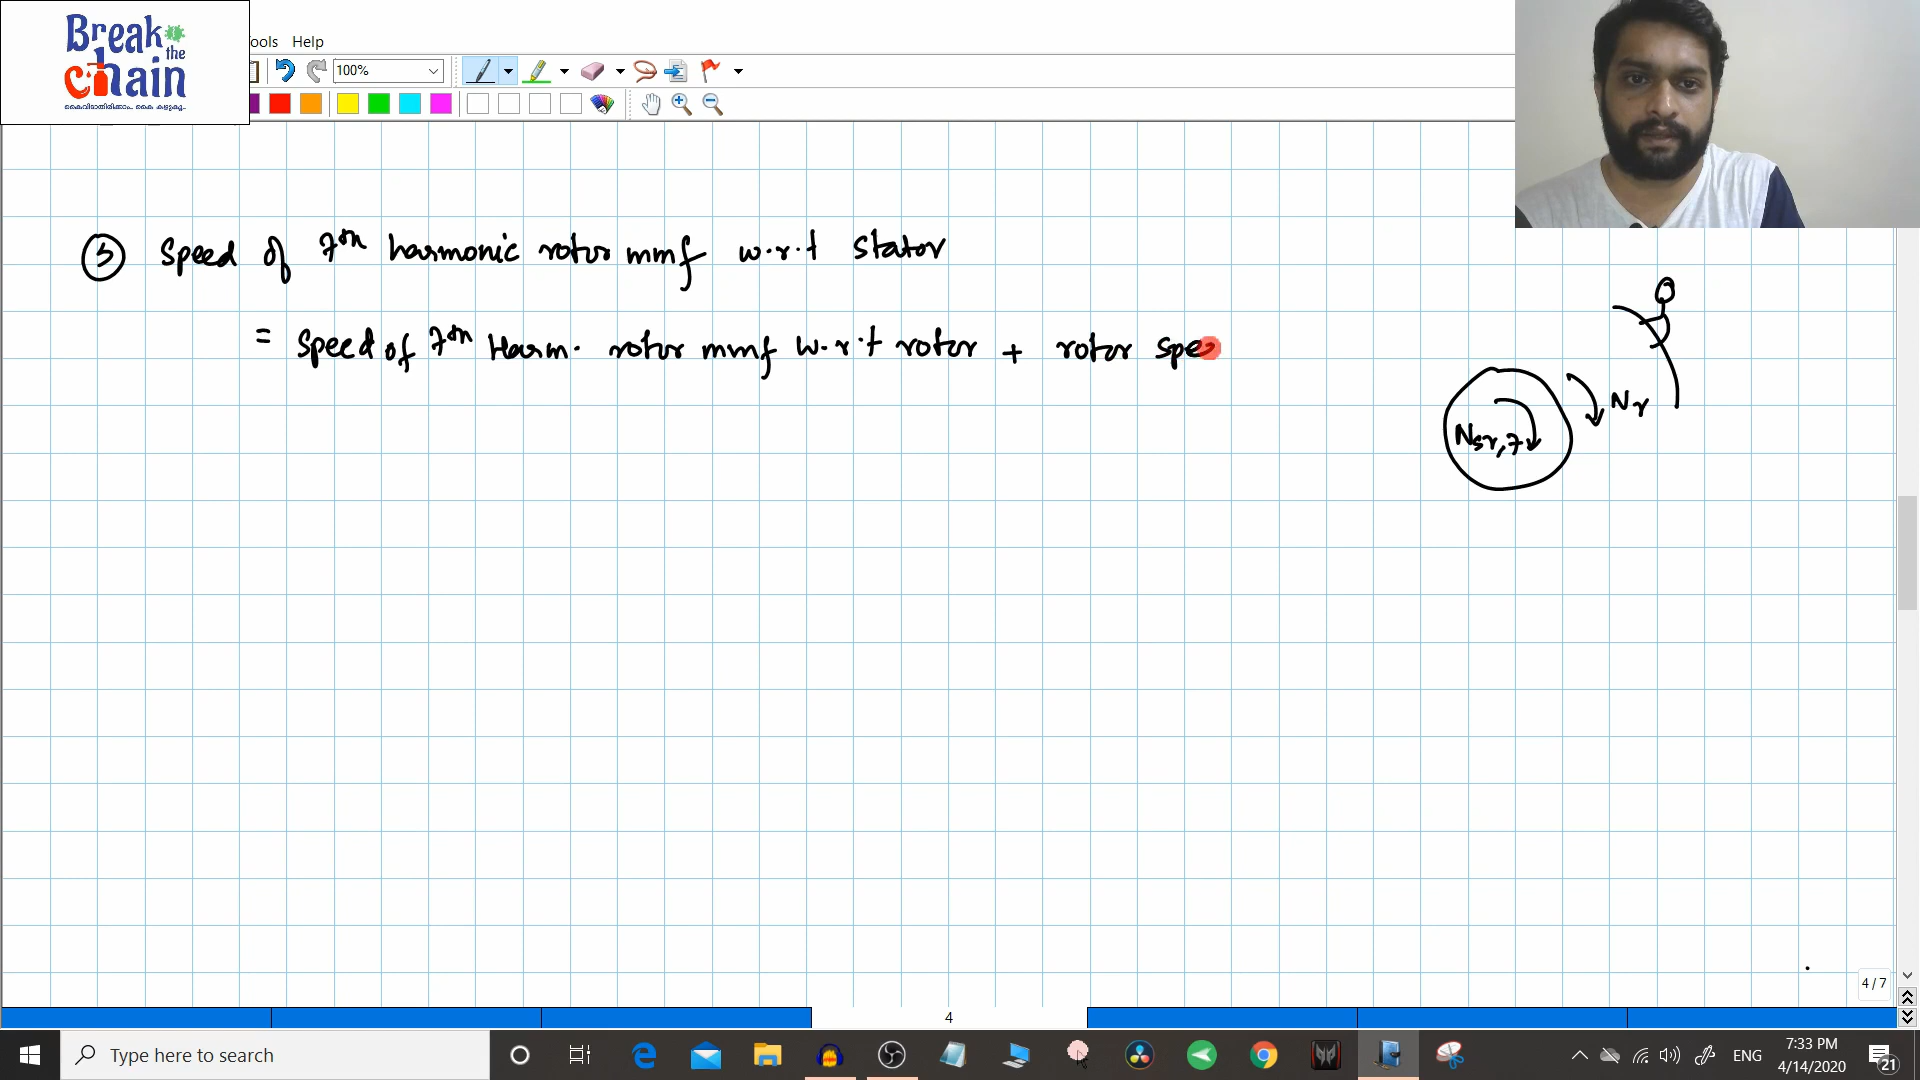 Break
the
chain
കൈവിടാതിരിക്കാം.. കൈ കഴുകൂ..
ools Help
100%
5 Speed of 7th harmonic rotor mmf w.r.t stator
= Speed of 7th Harm. rotor mmf w.r.t rotor + rotor spe
Nr
Nsr,7
4 / 7
4
Type here to search
ENG
7:33 PM
4/14/2020
21